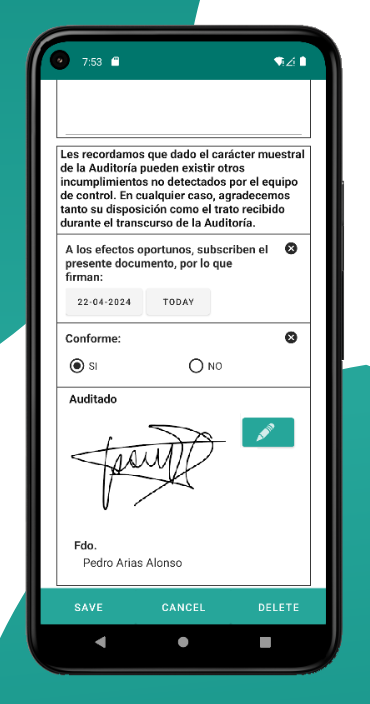 7:53
Les recordamos que dado el carácter muestral
de la Auditoría pueden existir otros
incumplimientos no detectados por el equipo
de control. En cualquier caso, agradecemos
tanto su disposición como el trato recibido
durante el transcurso de la Auditoría.
A los efectos oportunos, subscriben el
presente documento, por lo que
firman:
22-04-2024 TODAY
Conforme:
SI NO
Auditado
Fdo.
Pedro Arias Alonso
SAVE CANCEL DELETE